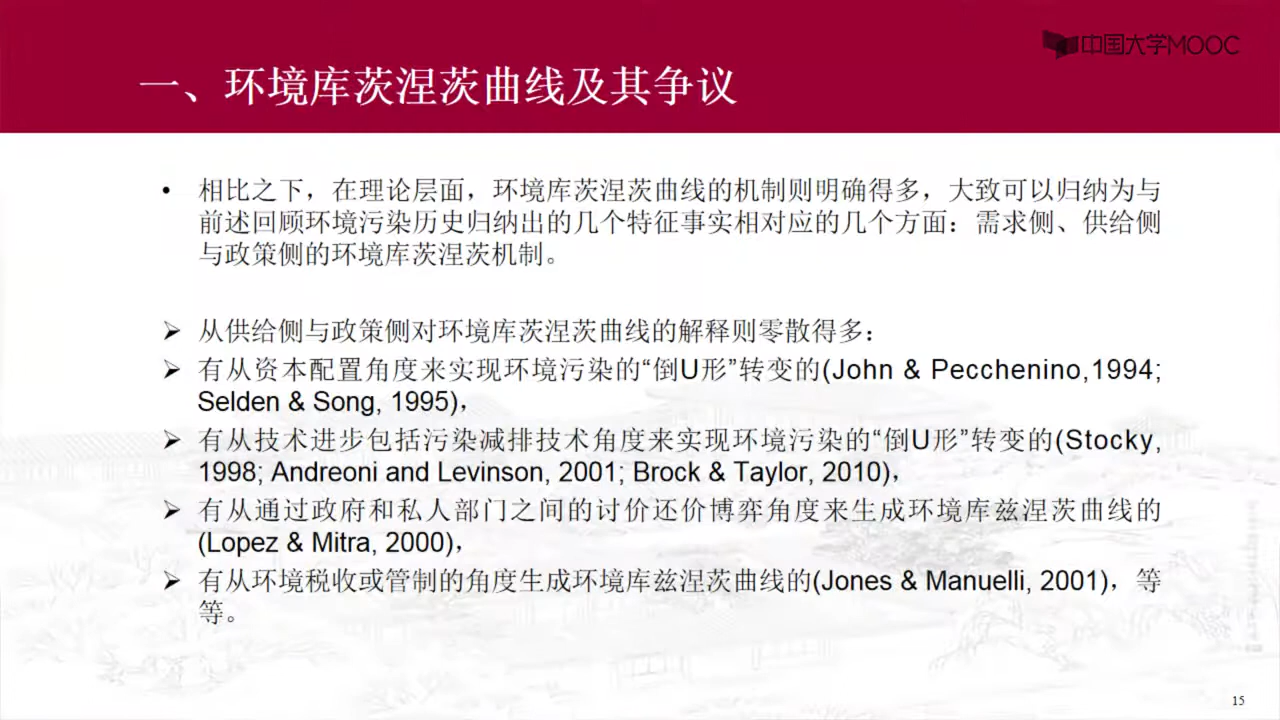 中国大学MOOC
一、环境库茨涅茨曲线及其争议
• 相比之下，在理论层面，环境库茨涅茨曲线的机制则明确得多，大致可以归纳为与
前述回顾环境污染历史归纳出的几个特征事实相对应的几个方面：需求侧、供给侧
与政策侧的环境库茨涅茨机制。
➢ 从供给侧与政策侧对环境库茨涅茨曲线的解释则零散得多：
➢ 有从资本配置角度来实现环境污染的“倒U形”转变的(John & Pecchenino,1994;
Selden & Song, 1995)，
➢ 有从技术进步包括污染减排技术角度来实现环境污染的“倒U形”转变的(Stocky,
1998; Andreoni and Levinson, 2001; Brock & Taylor, 2010)，
➢ 有从通过政府和私人部门之间的讨价还价博弈角度来生成环境库兹涅茨曲线的
(Lopez & Mitra, 2000)，
➢ 有从环境税收或管制的角度生成环境库兹涅茨曲线的(Jones & Manuelli, 2001)，等
等。
15